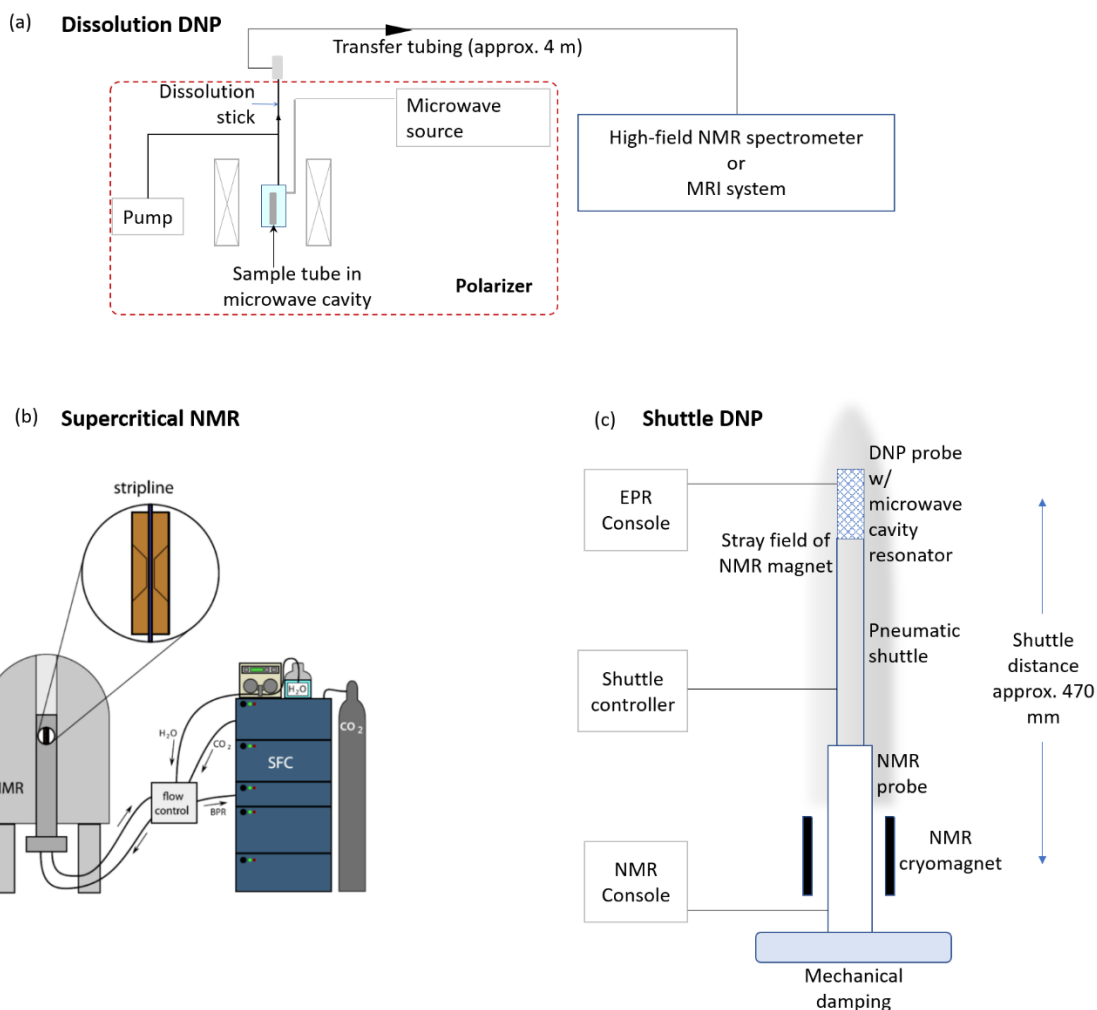 (a) Dissolution DNP
Transfer tubing (approx. 4 m)
Dissolution
stick
Microwave
source
High-field NMR spectrometer
or
MRI system
Pump
Sample tube in
microwave cavity
Polarizer
(b) Supercritical NMR
stripline
H₂O
CO₂
H₂O
CO₂
SFC
flow
control
BPR
NMR
(c) Shuttle DNP
EPR
Console
DNP probe
w/
microwave
cavity
resonator
Stray field of
NMR magnet
Pneumatic
shuttle
Shuttle
controller
Shuttle
distance
approx. 470
mm
NMR
probe
NMR
cryomagnet
NMR
Console
Mechanical
damping